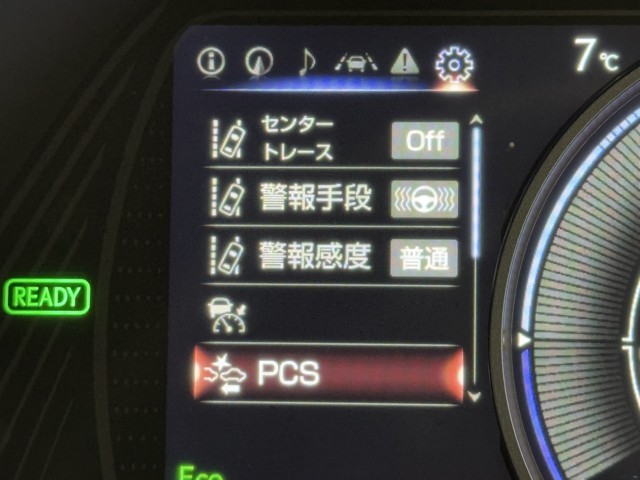 7℃
センター
トレース
Off
警報手段
警報感度
普通
READY
PCS
Eco